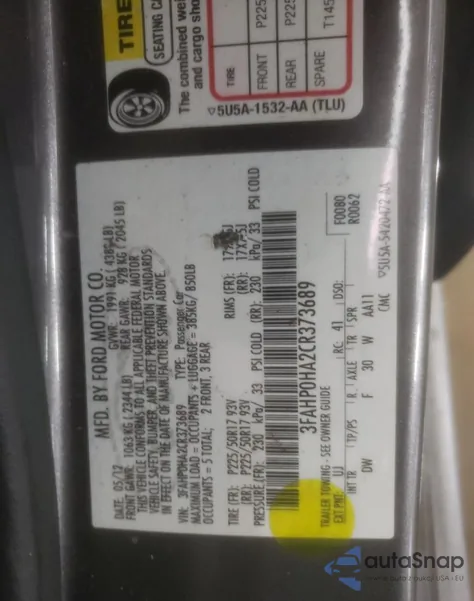 TIRE
SEATING CA
The combined wei
and cargo sho
TIRE
FRONT P225
REAR P225
SPARE T145
▽5U5A-1532-AA (TLU)
MFD. BY FORD MOTOR CO.
DATE: 05/12 GVWR: 1991 KG ( 4385 LB)
FRONT GAWR: 1063 KG ( 2344 LB) REAR GAWR: 928 KG ( 2045 LB)
THIS VEHICLE CONFORMS TO ALL APPLICABLE FEDERAL MOTOR
VEHICLE SAFETY, BUMPER, AND THEFT PREVENTION STANDARDS
IN EFFECT ON THE DATE OF MANUFACTURE SHOWN ABOVE.
VIN: 3FAHP0HA2CR373689 TYPE: Passenger Car
MAXIMUM LOAD = OCCUPANTS + LUGGAGE = 385KG/ 850LB
OCCUPANTS = 5 TOTAL: 2 FRONT, 3 REAR
TIRE (FR): P225/50R17 93V RIMS (FR): 17X7.5J
(RR): P225/50R17 93V (RR): 17X7.5J
PRESSURE (FR): 230 kPa/ 33 PSI COLD (RR): 230 kPa/ 33 PSI COLD
3FAHP0HA2CR373689
TRAILER TOWING - SEE OWNER GUIDE
EXT PNT: UJ RC: 41 DSO: F0080
R0062
INT TR TP/PS R AXLE TR SPR
DW F 30 W AA11
CMC ▽5U5A-5420472-AA
autoSnap
USA - EU